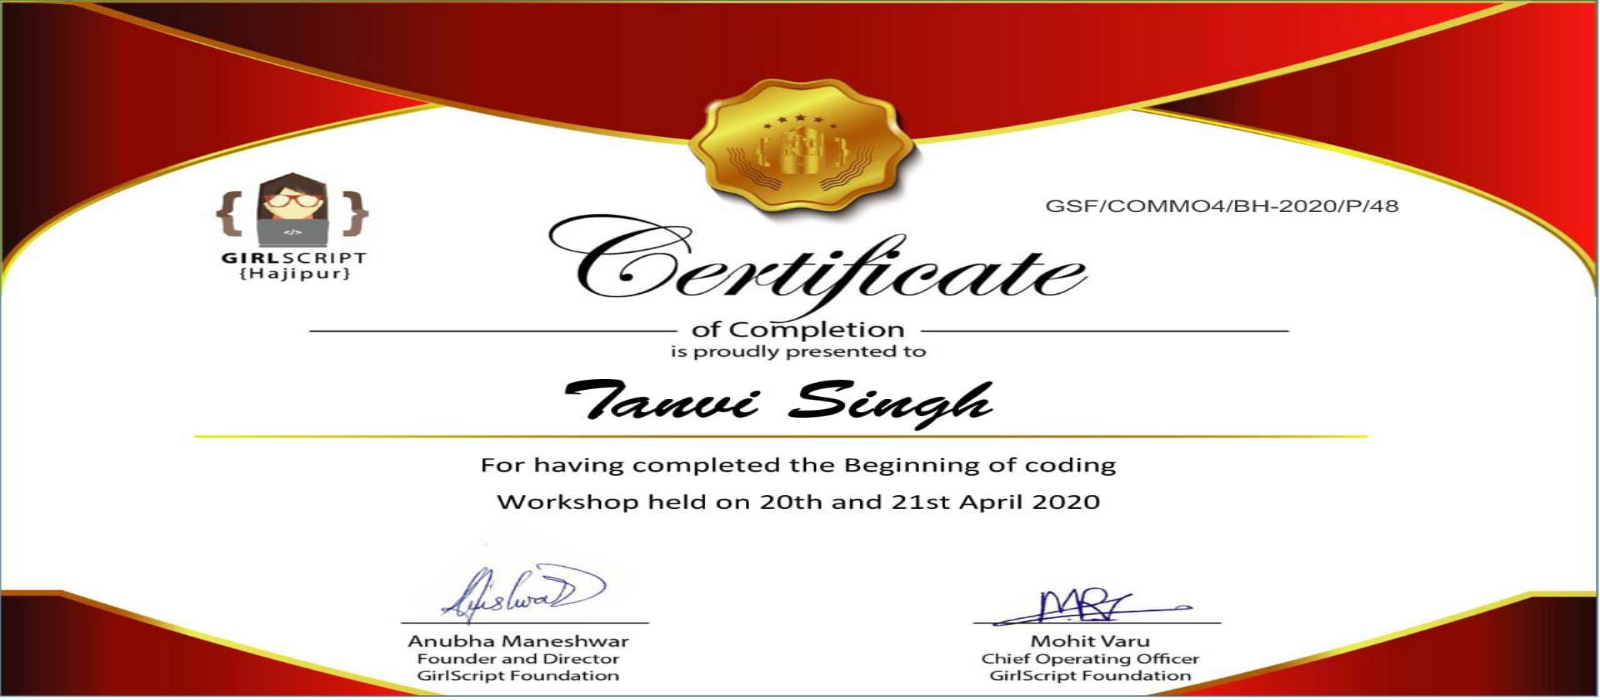 GSF/COMMO4/BH-2020/P/48
</>
GIRLSCRIPT
{Hajipur}
Certificate
of Completion
is proudly presented to
Tanvi Singh
For having completed the Beginning of coding
Workshop held on 20th and 21st April 2020
Anubha Maneshwar
Founder and Director
GirlScript Foundation
Mohit Varu
Chief Operating Officer
GirlScript Foundation